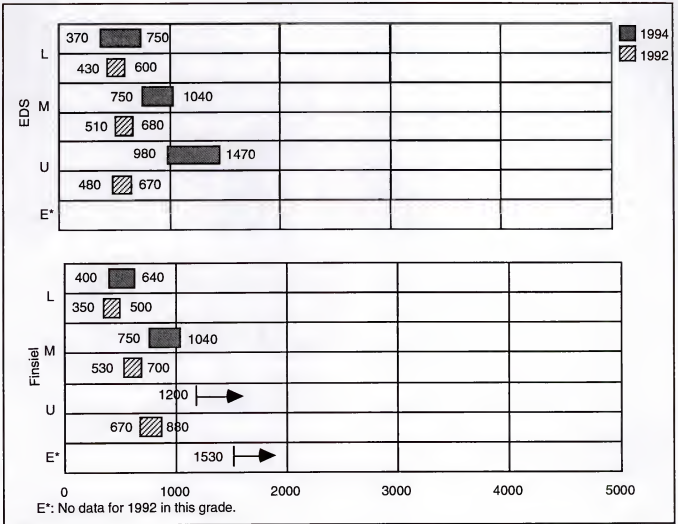 370 750 1994
L
430 600 1992
750 1040
M
510 680
EDS
980 1470
U
480 670
E*
400 640
L
350 500
750 1040
M
530 700
Finsiel
1200
U
670 880
E* 1530
0 1000 2000 3000 4000 5000
E*: No data for 1992 in this grade.